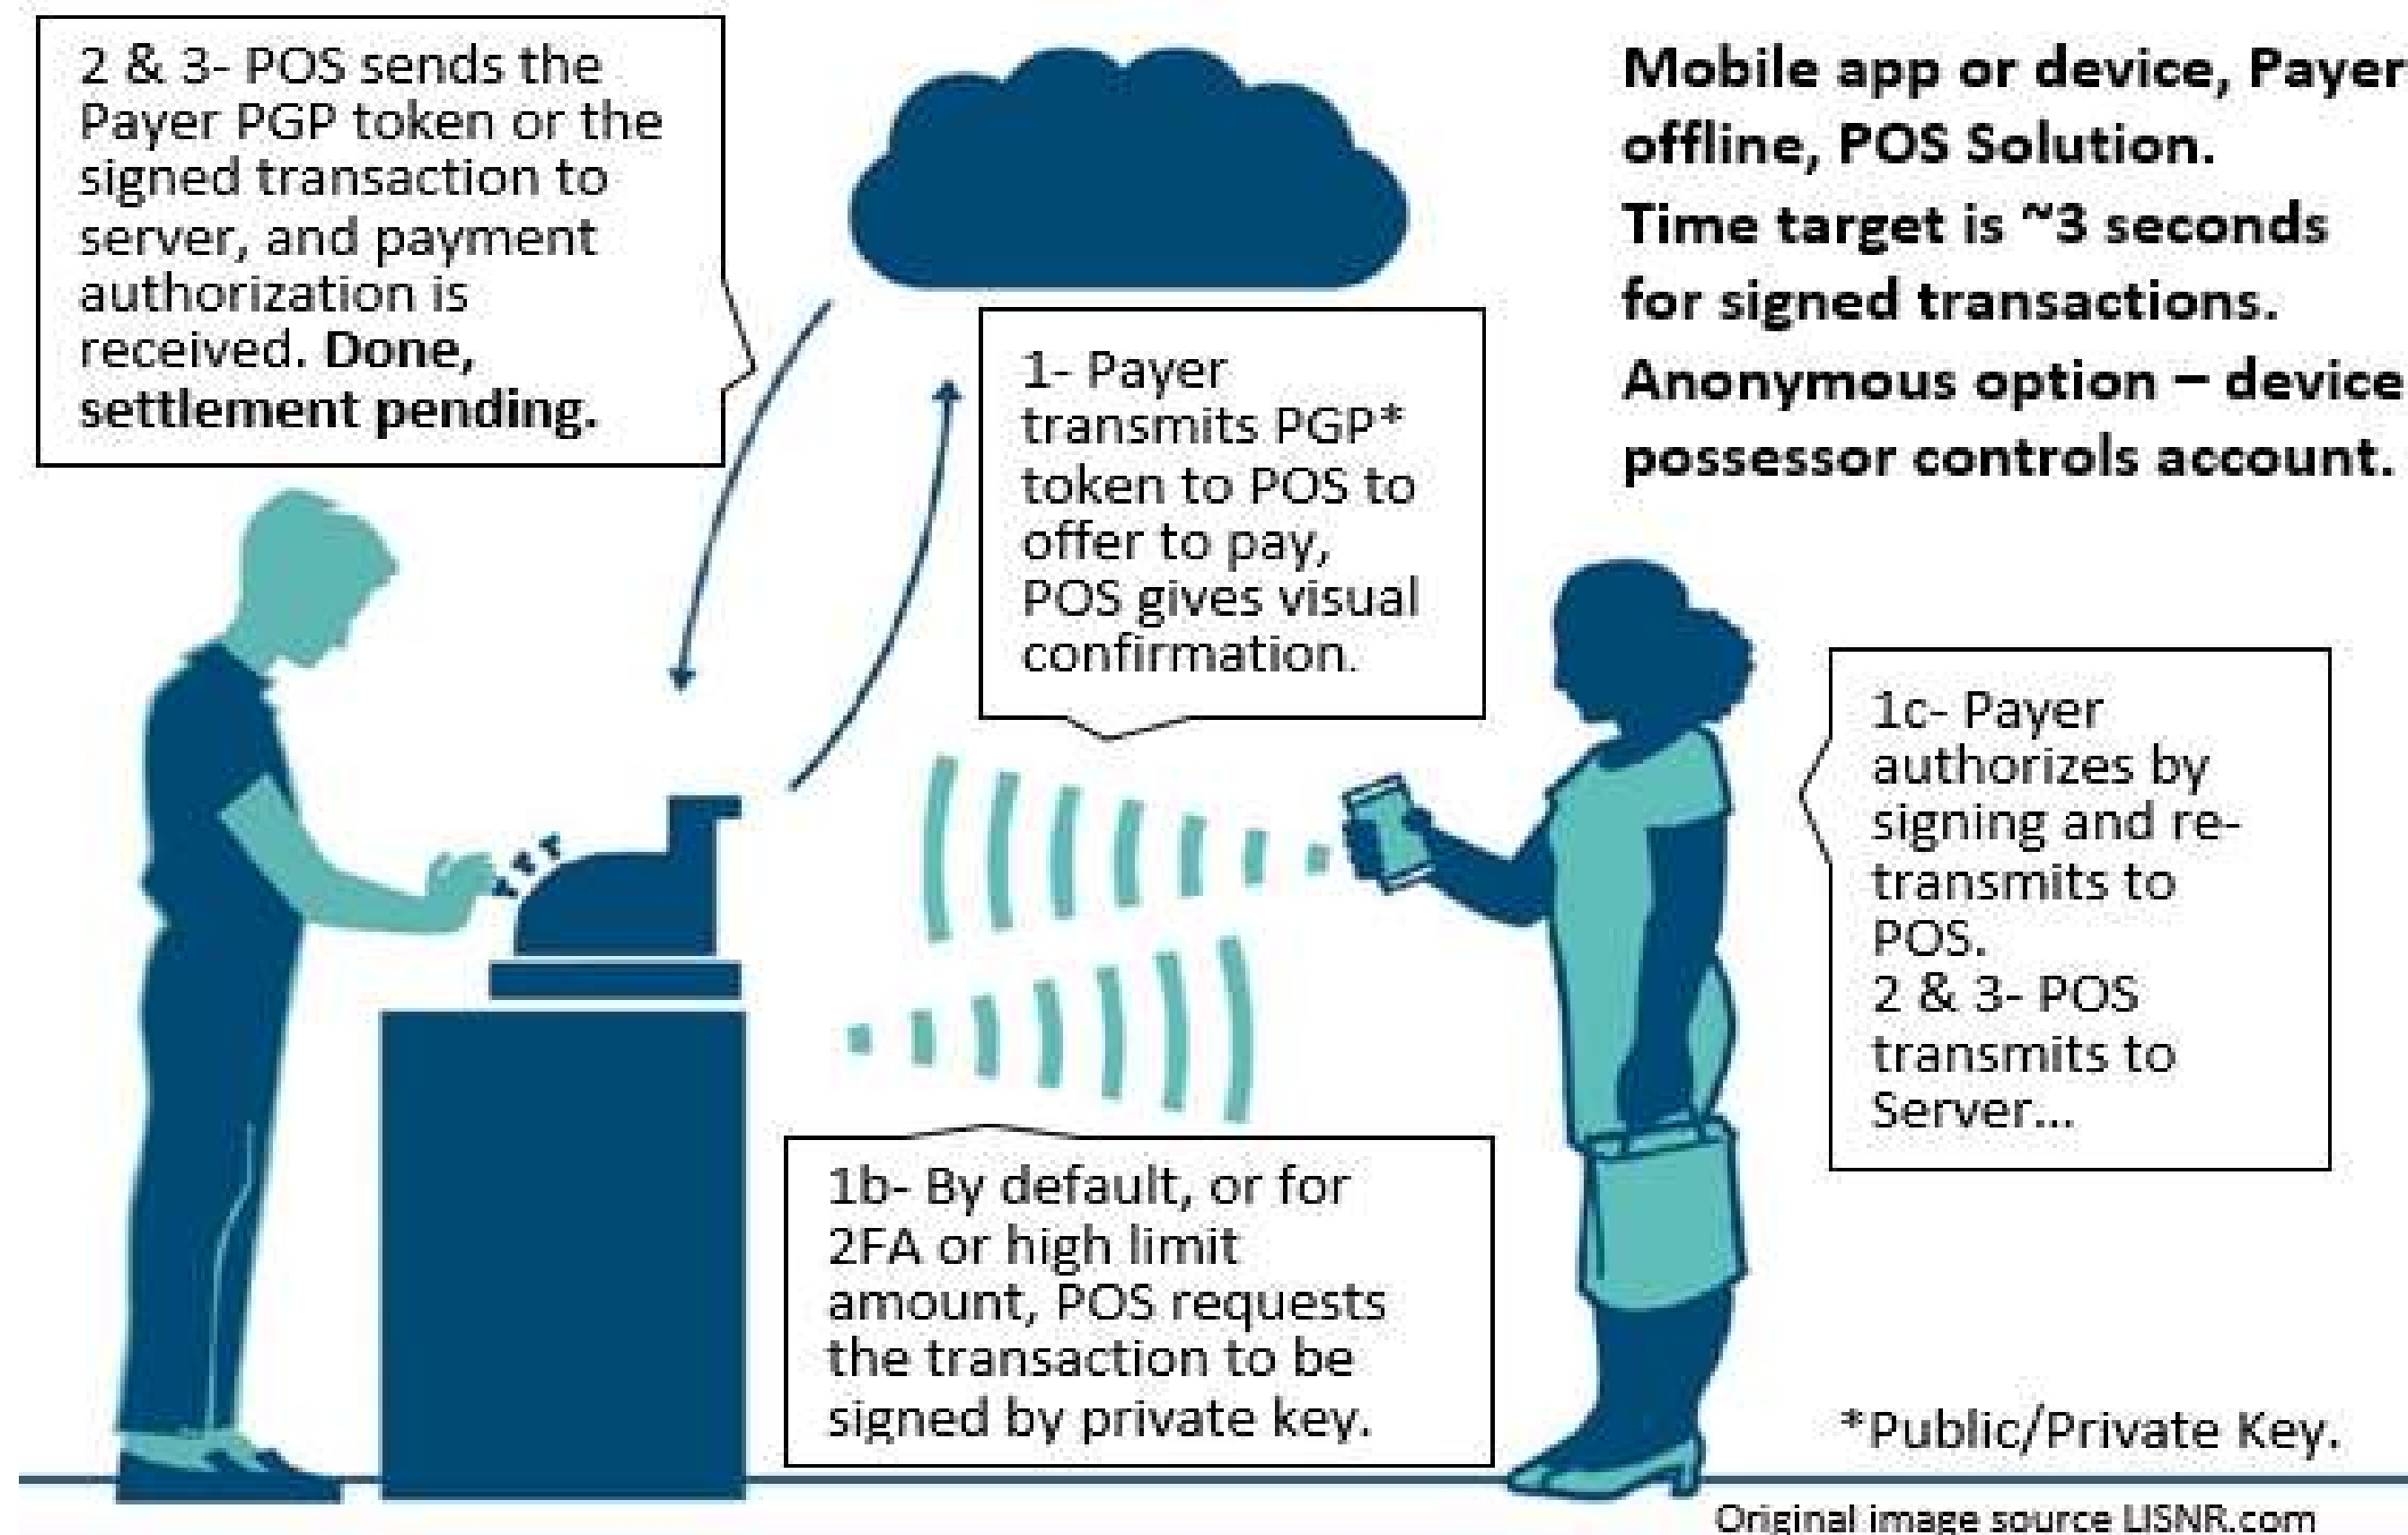 2 & 3- POS sends the
Payer PGP token or the
signed transaction to
server, and payment
authorization is
received. Done,
settlement pending.
Mobile app or device, Payer
offline, POS Solution.
Time target is ~3 seconds
for signed transactions.
Anonymous option – device
possessor controls account.
1- Payer
transmits PGP*
token to POS to
offer to pay,
POS gives visual
confirmation.
1c- Payer
authorizes by
signing and re-
transmits to
POS.
2 & 3- POS
transmits to
Server...
1b- By default, or for
2FA or high limit
amount, POS requests
the transaction to be
signed by private key.
*Public/Private Key.
Original image source LISNR.com